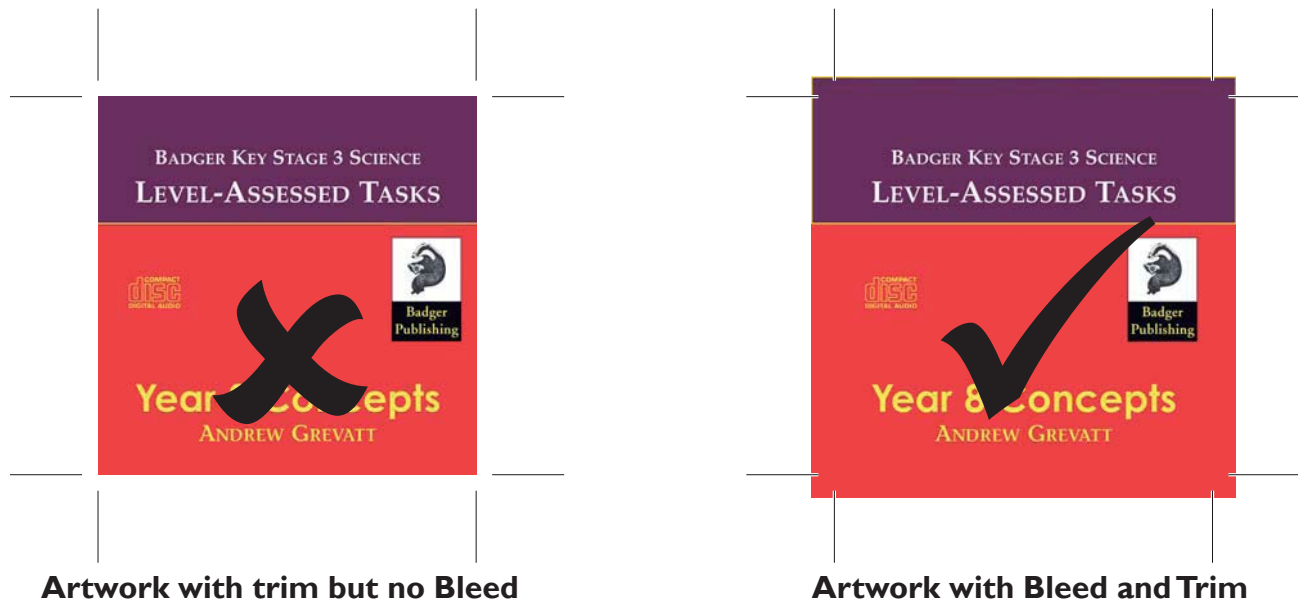 BADGER KEY STAGE 3 SCIENCE
LEVEL-ASSESSED TASKS
COMPACT
disc
DIGITAL AUDIO
Badger
Publishing
Year 8 Concepts
ANDREW GREVATT
Artwork with trim but no Bleed
BADGER KEY STAGE 3 SCIENCE
LEVEL-ASSESSED TASKS
COMPACT
disc
DIGITAL AUDIO
Badger
Publishing
Year 8 Concepts
ANDREW GREVATT
Artwork with Bleed and Trim